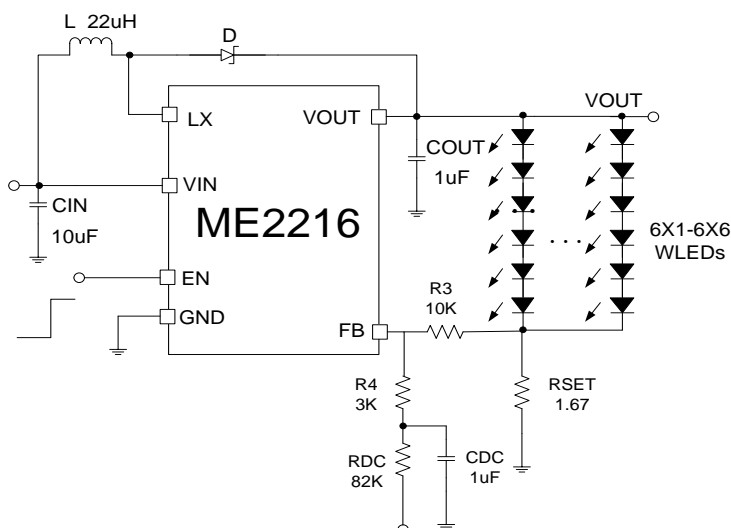 L 22uH
D
LX
VOUT
VOUT
COUT
1uF
VIN
CIN
10uF
ME2216
6X1-6X6
WLEDs
EN
R3
10K
GND
FB
R4
3K
RSET
1.67
RDC
82K
CDC
1uF